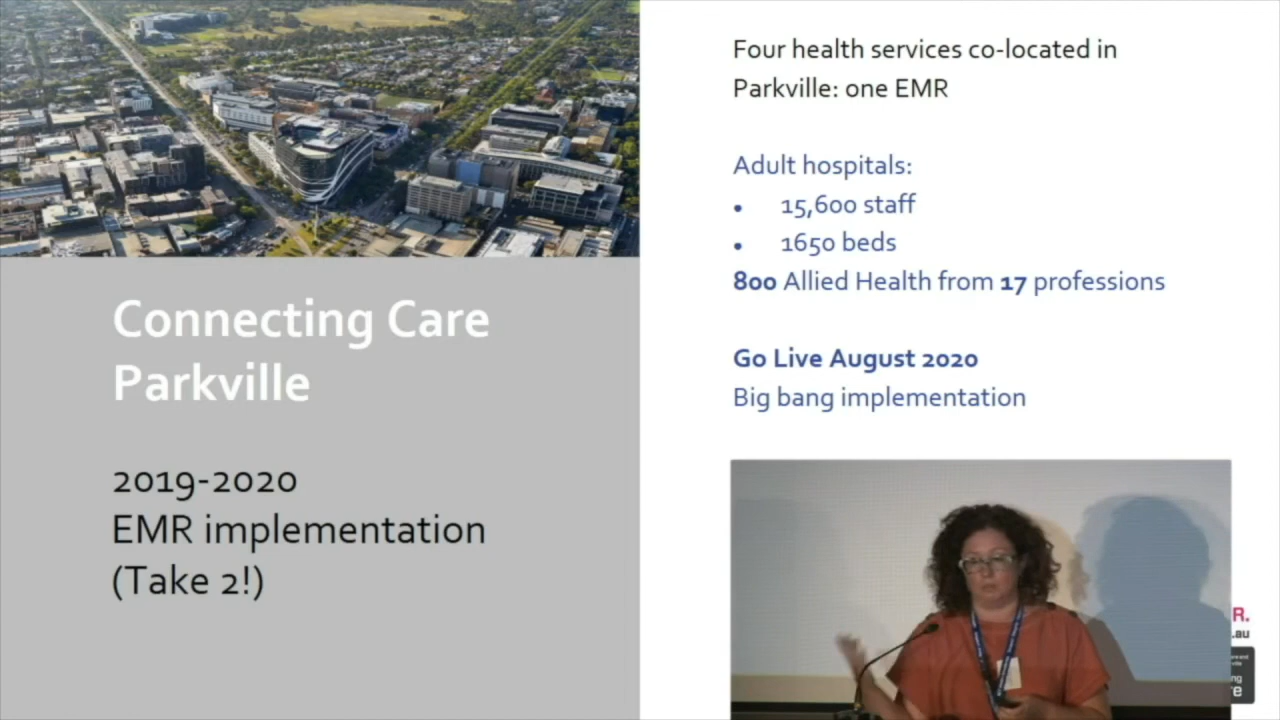 Connecting Care
Parkville
2019-2020
EMR implementation
(Take 2!)
Four health services co-located in
Parkville: one EMR
Adult hospitals:
• 15,600 staff
• 1650 beds
800 Allied Health from 17 professions
Go Live August 2020
Big bang implementation
R.
.au